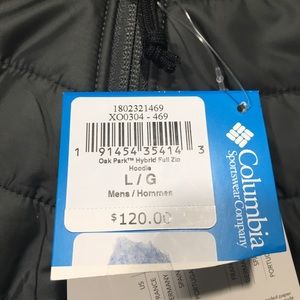 1802321469
XO0304 - 469
1 91454 35414 3
Oak Park™ Hybrid Full Zip
Hoodie
L / G
Mens / Hommes
$120.00
Columbia
Sportswear Company